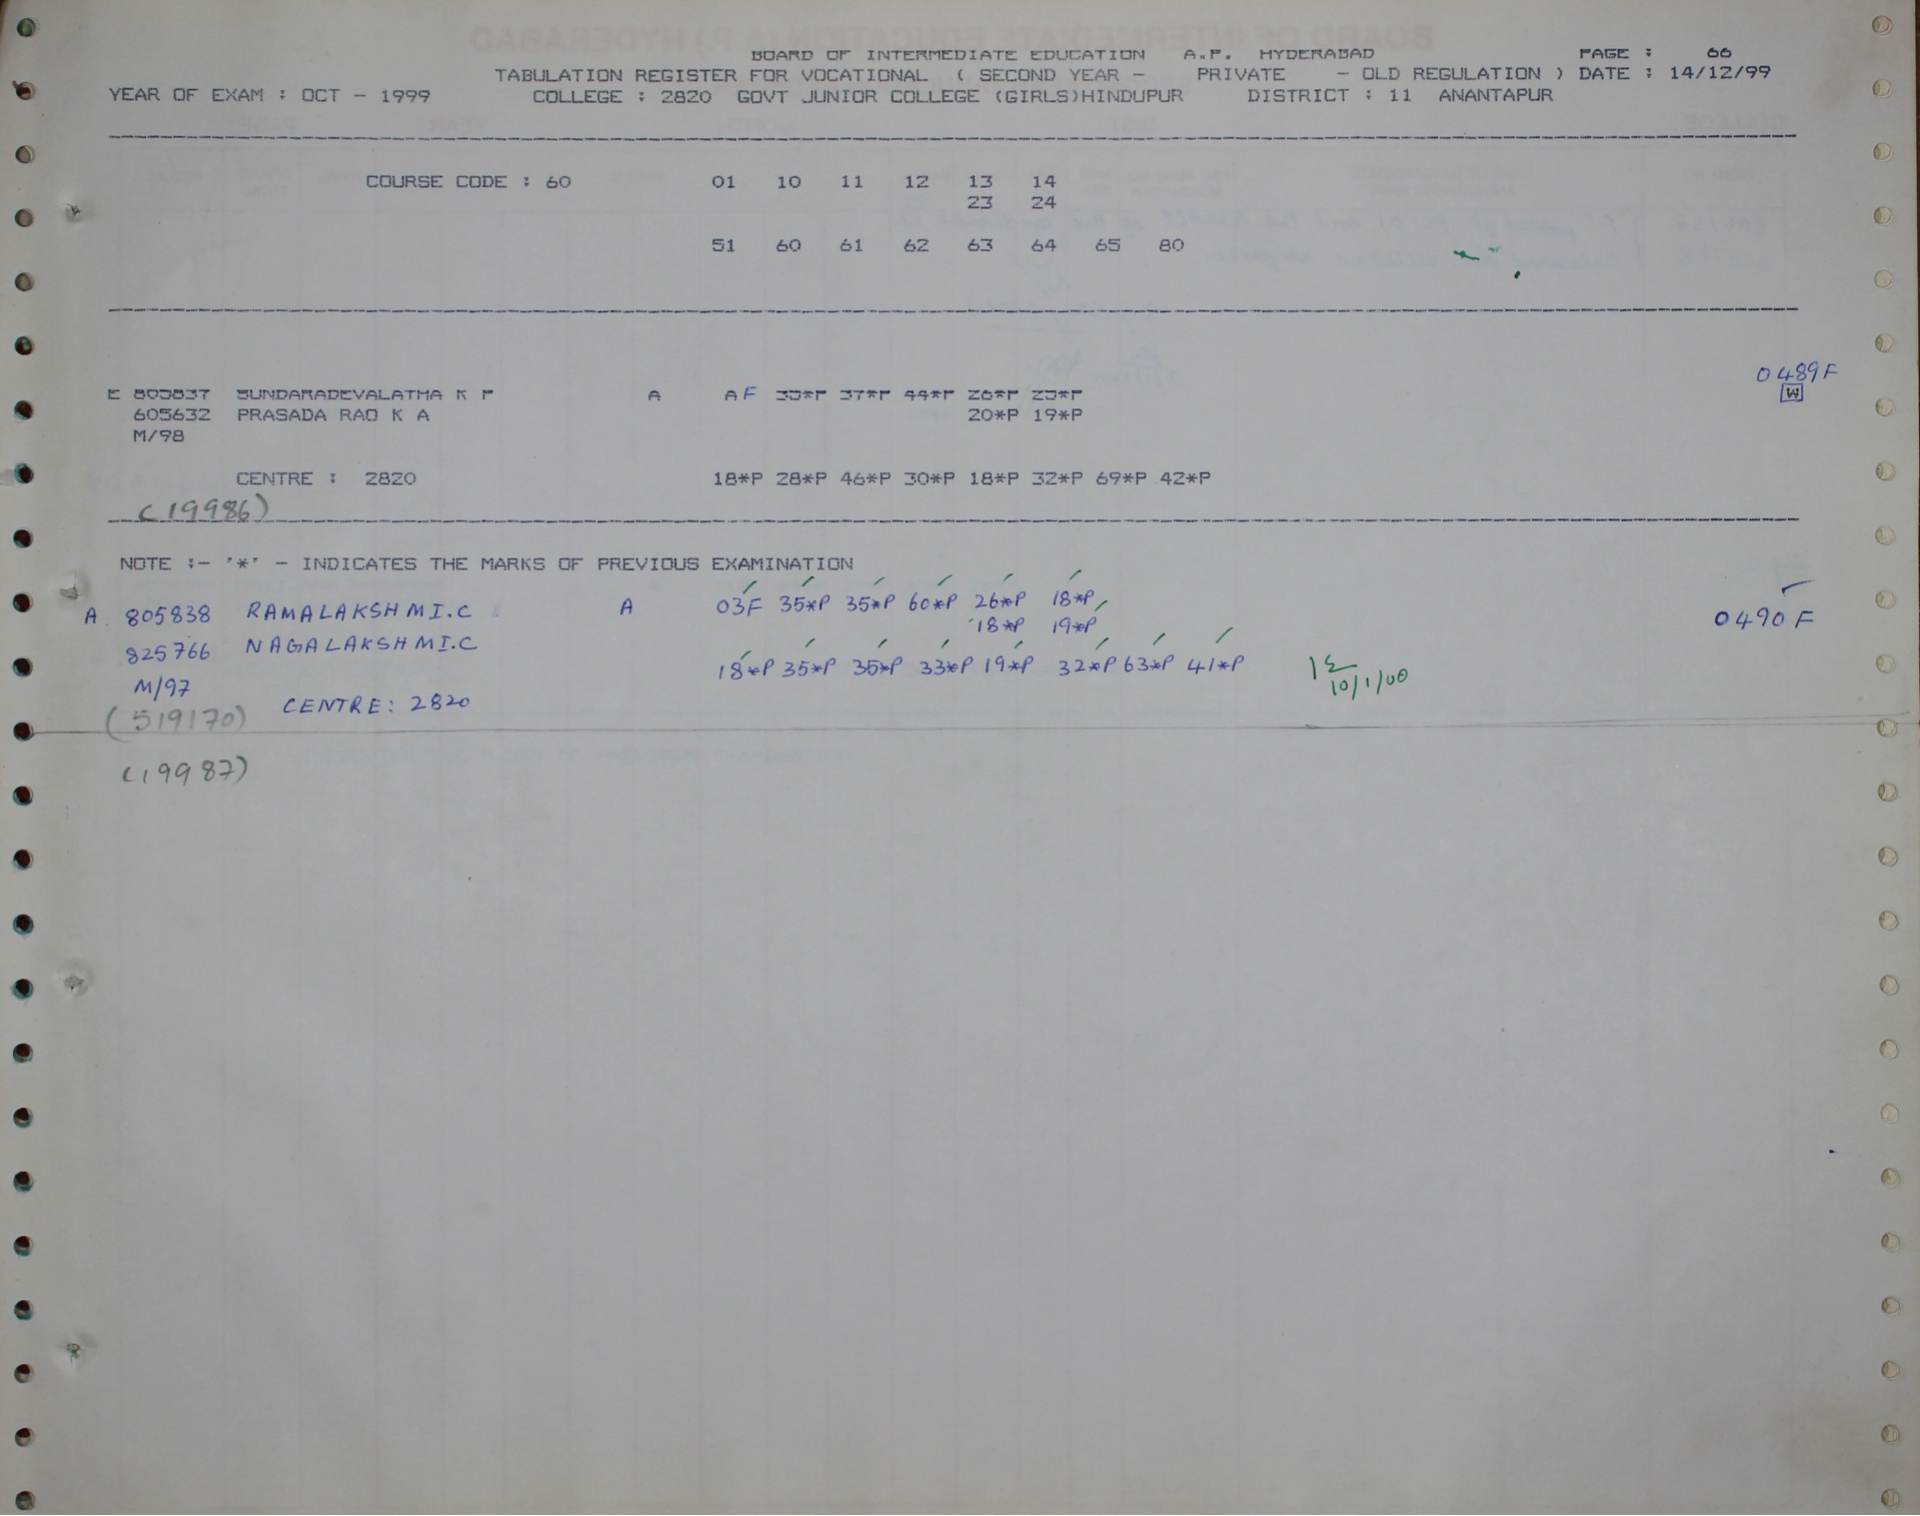 BOARD OF INTERMEDIATE EDUCATION A.P. HYDERABAD PAGE : 66
TABULATION REGISTER FOR VOCATIONAL ( SECOND YEAR - PRIVATE - OLD REGULATION ) DATE : 14/12/99
YEAR OF EXAM : OCT - 1999 COLLEGE : 2820 GOVT JUNIOR COLLEGE (GIRLS)HINDUPUR DISTRICT : 11 ANANTAPUR
COURSE CODE : 60 01 10 11 12 13 14
23 24
51 60 61 62 63 64 65 80
0489F
E 805837 SUNDARADEVALATHA K P A A F 35*P 37*P 44*P 26*P 25*P W
605632 PRASADA RAO K A 20*P 19*P
M/98
CENTRE : 2820 18*P 28*P 46*P 30*P 18*P 32*P 69*P 42*P
(19986)
NOTE :- '*' - INDICATES THE MARKS OF PREVIOUS EXAMINATION
A 805838 RAMALAKSHMI.C A 03F 35*P 35*P 60*P 26*P 18*P 0490F
18*P 19*P
825766 NAGALAKSHMI.C
18*P 35*P 35*P 33*P 19*P 32*P 63*P 41*P
M/97 10/1/00
(519170) CENTRE: 2820
(19987)